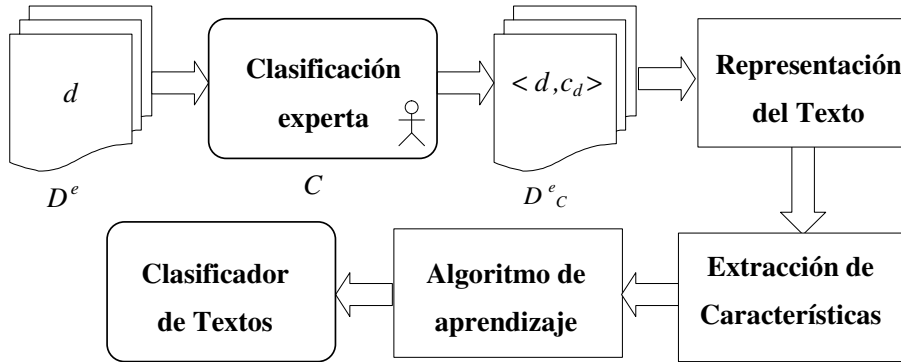 d
Clasificación
experta
< d ,c_d >
Representación
del Texto
D^e
C
D^e_C
Clasificador
de Textos
Algoritmo de
aprendizaje
Extracción de
Características